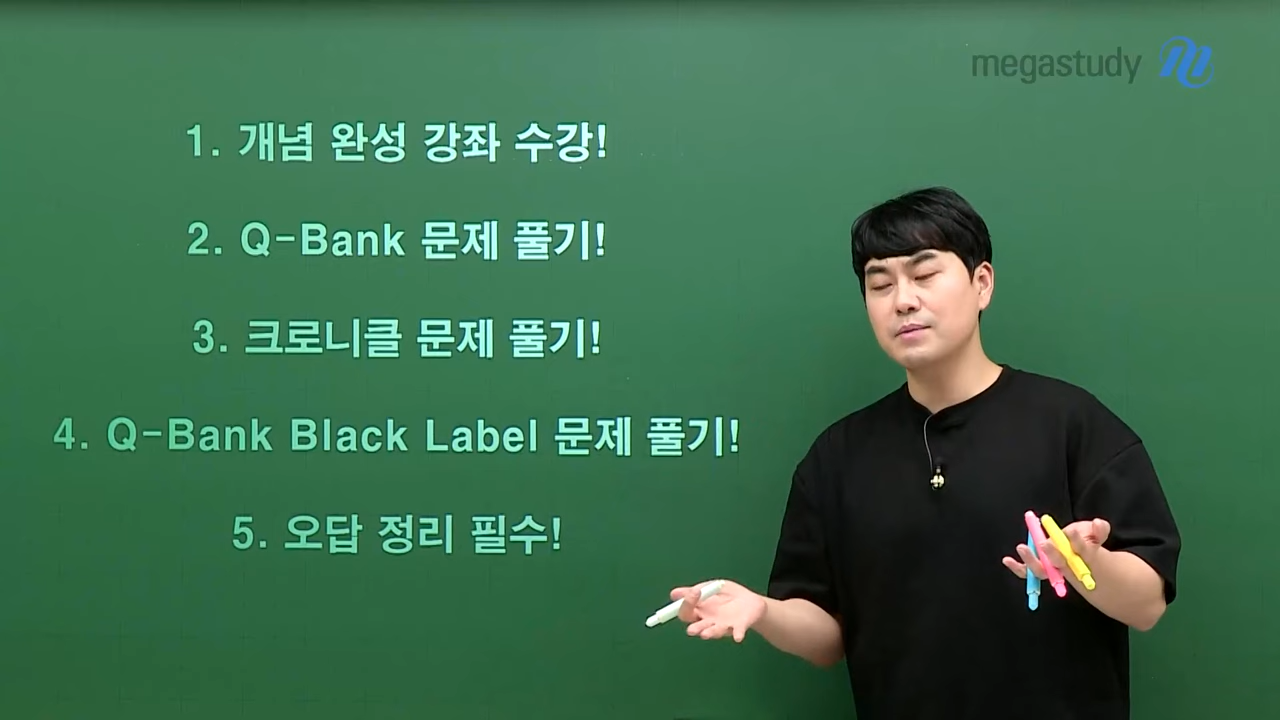 megastudy
1. 개념 완성 강좌 수강!
2. Q-Bank 문제 풀기!
3. 크로니클 문제 풀기!
4. Q-Bank Black Label 문제 풀기!
5. 오답 정리 필수!